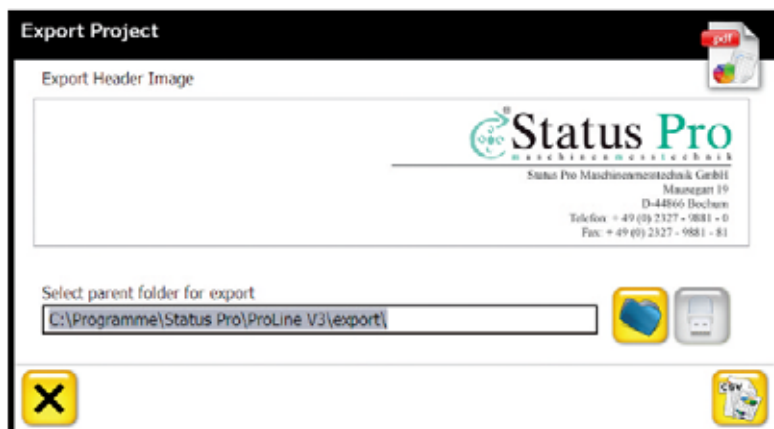 Export Project
pdf
Export Header Image
Status Pro
maschinenmesstechnik
Status Pro Maschinenmesstechnik GmbH
Mausegatt 19
D-44866 Bochum
Telefon: + 49 (0) 2327 - 9881 - 0
Fax: + 49 (0) 2327 - 9881 - 81
Select parent folder for export
C:\Programme\Status Pro\ProLine V3\export\
CSV